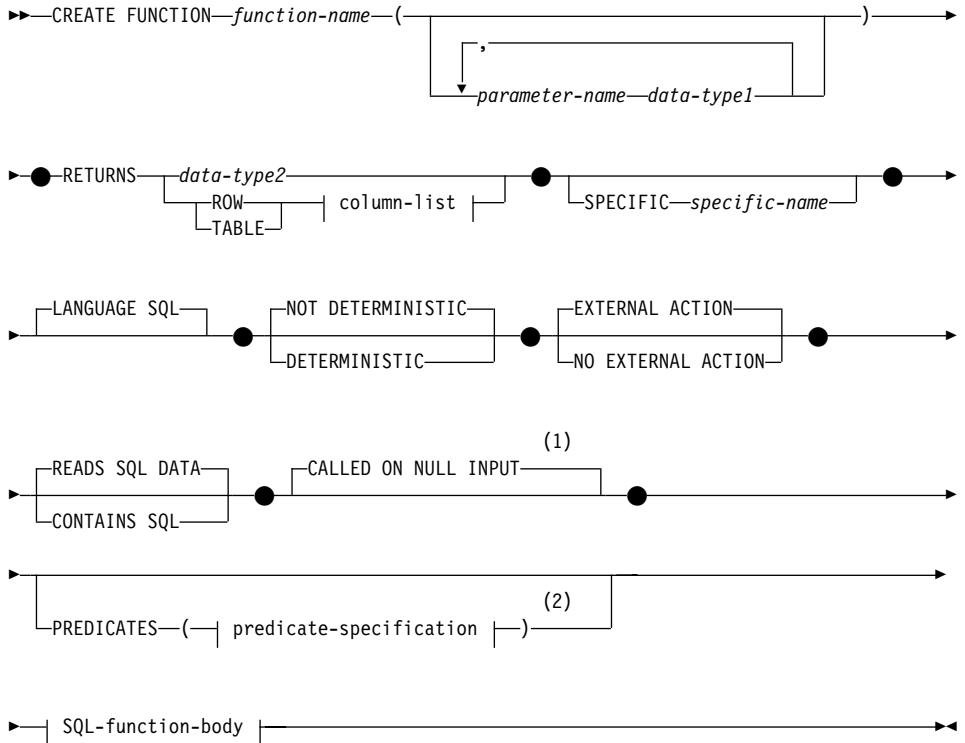 CREATE FUNCTION function-name ( )
,
parameter-name data-type1
RETURNS data-type2
ROW column-list
TABLE
SPECIFIC specific-name
LANGUAGE SQL
NOT DETERMINISTIC
DETERMINISTIC
EXTERNAL ACTION
NO EXTERNAL ACTION
READS SQL DATA
CONTAINS SQL
CALLED ON NULL INPUT (1)
PREDICATES ( predicate-specification ) (2)
SQL-function-body